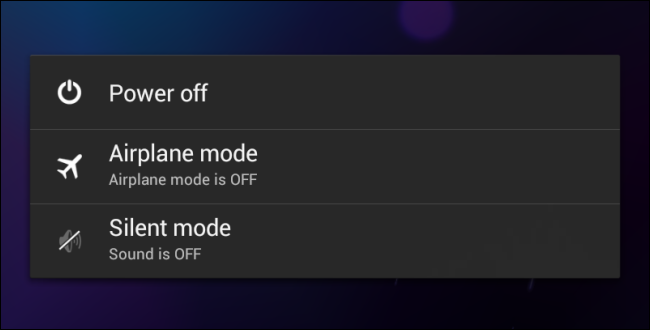 Power off
Airplane mode
Airplane mode is OFF
Silent mode
Sound is OFF